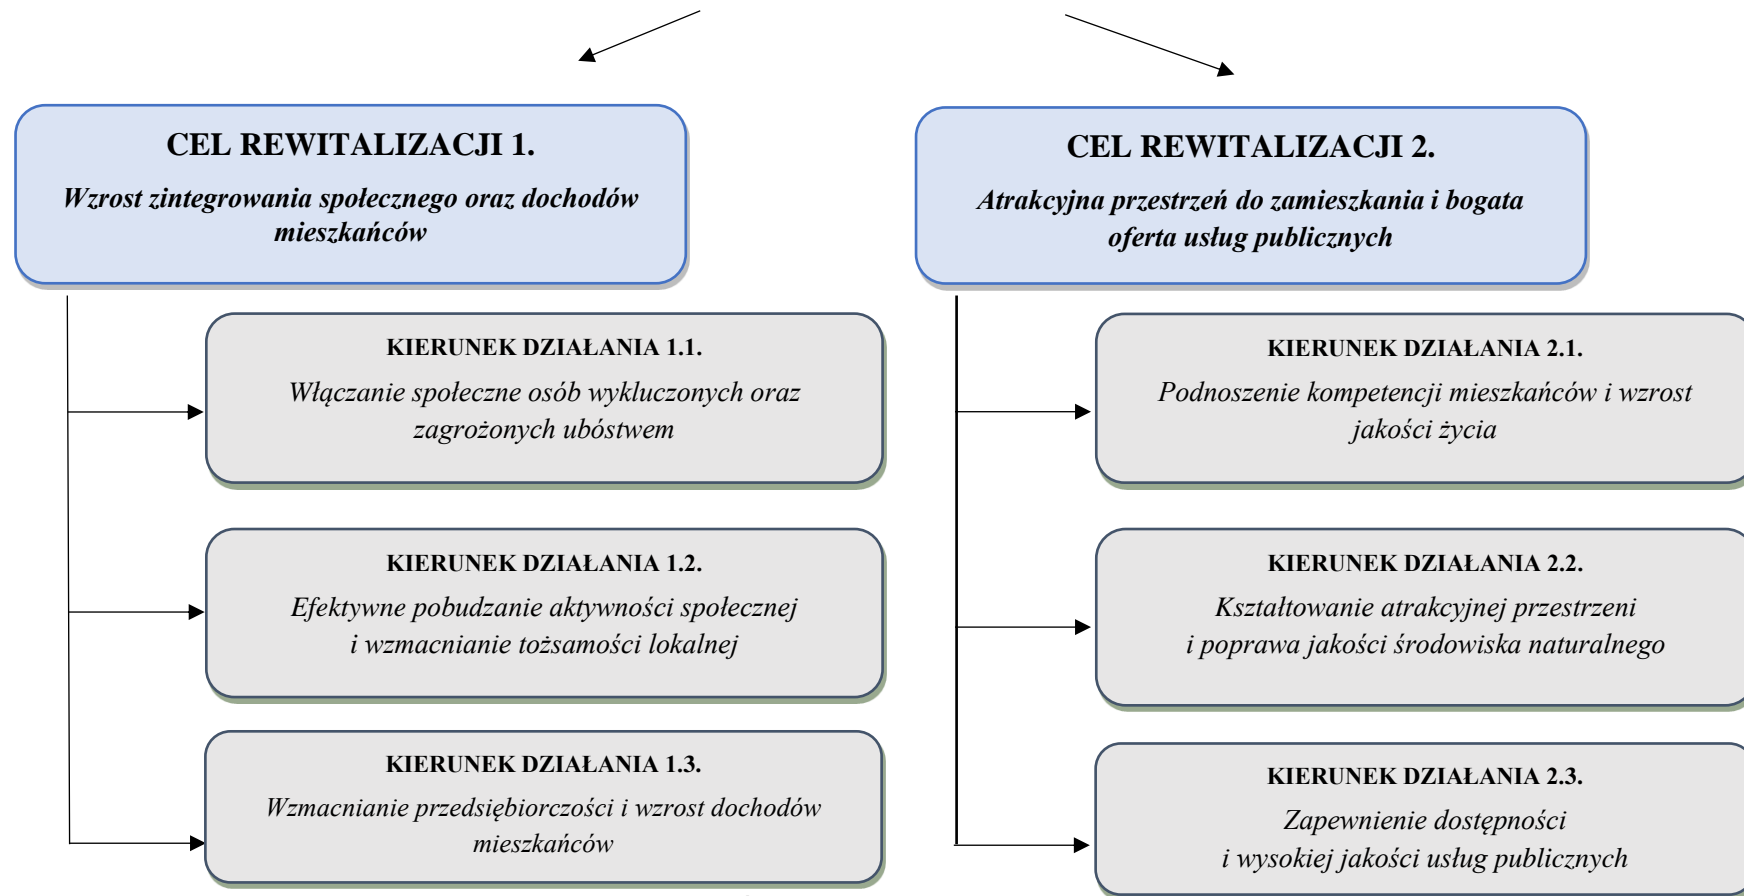 CEL REWITALIZACJI 1.
Wzrost zintegrowania społecznego oraz dochodów
mieszkańców
KIERUNEK DZIAŁANIA 1.1.
Włączanie społeczne osób wykluczonych oraz
zagrożonych ubóstwem
KIERUNEK DZIAŁANIA 1.2.
Efektywne pobudzanie aktywności społecznej
i wzmacnianie tożsamości lokalnej
KIERUNEK DZIAŁANIA 1.3.
Wzmacnianie przedsiębiorczości i wzrost dochodów
mieszkańców
CEL REWITALIZACJI 2.
Atrakcyjna przestrzeń do zamieszkania i bogata
oferta usług publicznych
KIERUNEK DZIAŁANIA 2.1.
Podnoszenie kompetencji mieszkańców i wzrost
jakości życia
KIERUNEK DZIAŁANIA 2.2.
Kształtowanie atrakcyjnej przestrzeni
i poprawa jakości środowiska naturalnego
KIERUNEK DZIAŁANIA 2.3.
Zapewnienie dostępności
i wysokiej jakości usług publicznych